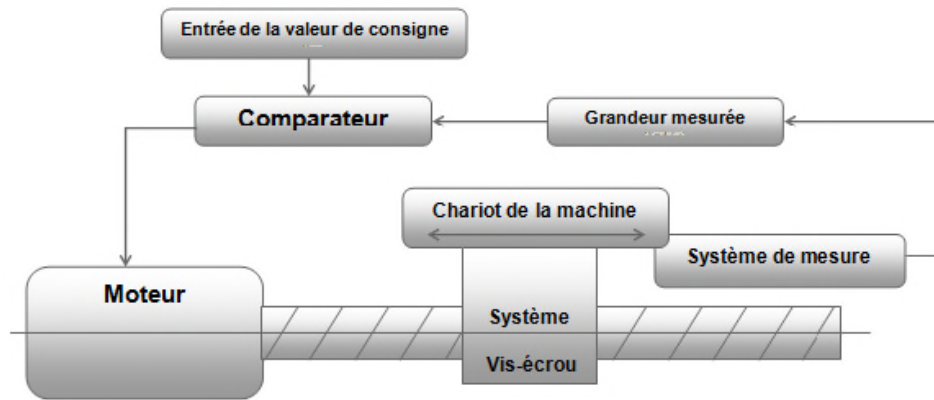 Entrée de la valeur de consigne
Comparateur
Grandeur mesurée
Chariot de la machine
Système de mesure
Moteur
Système
Vis-écrou